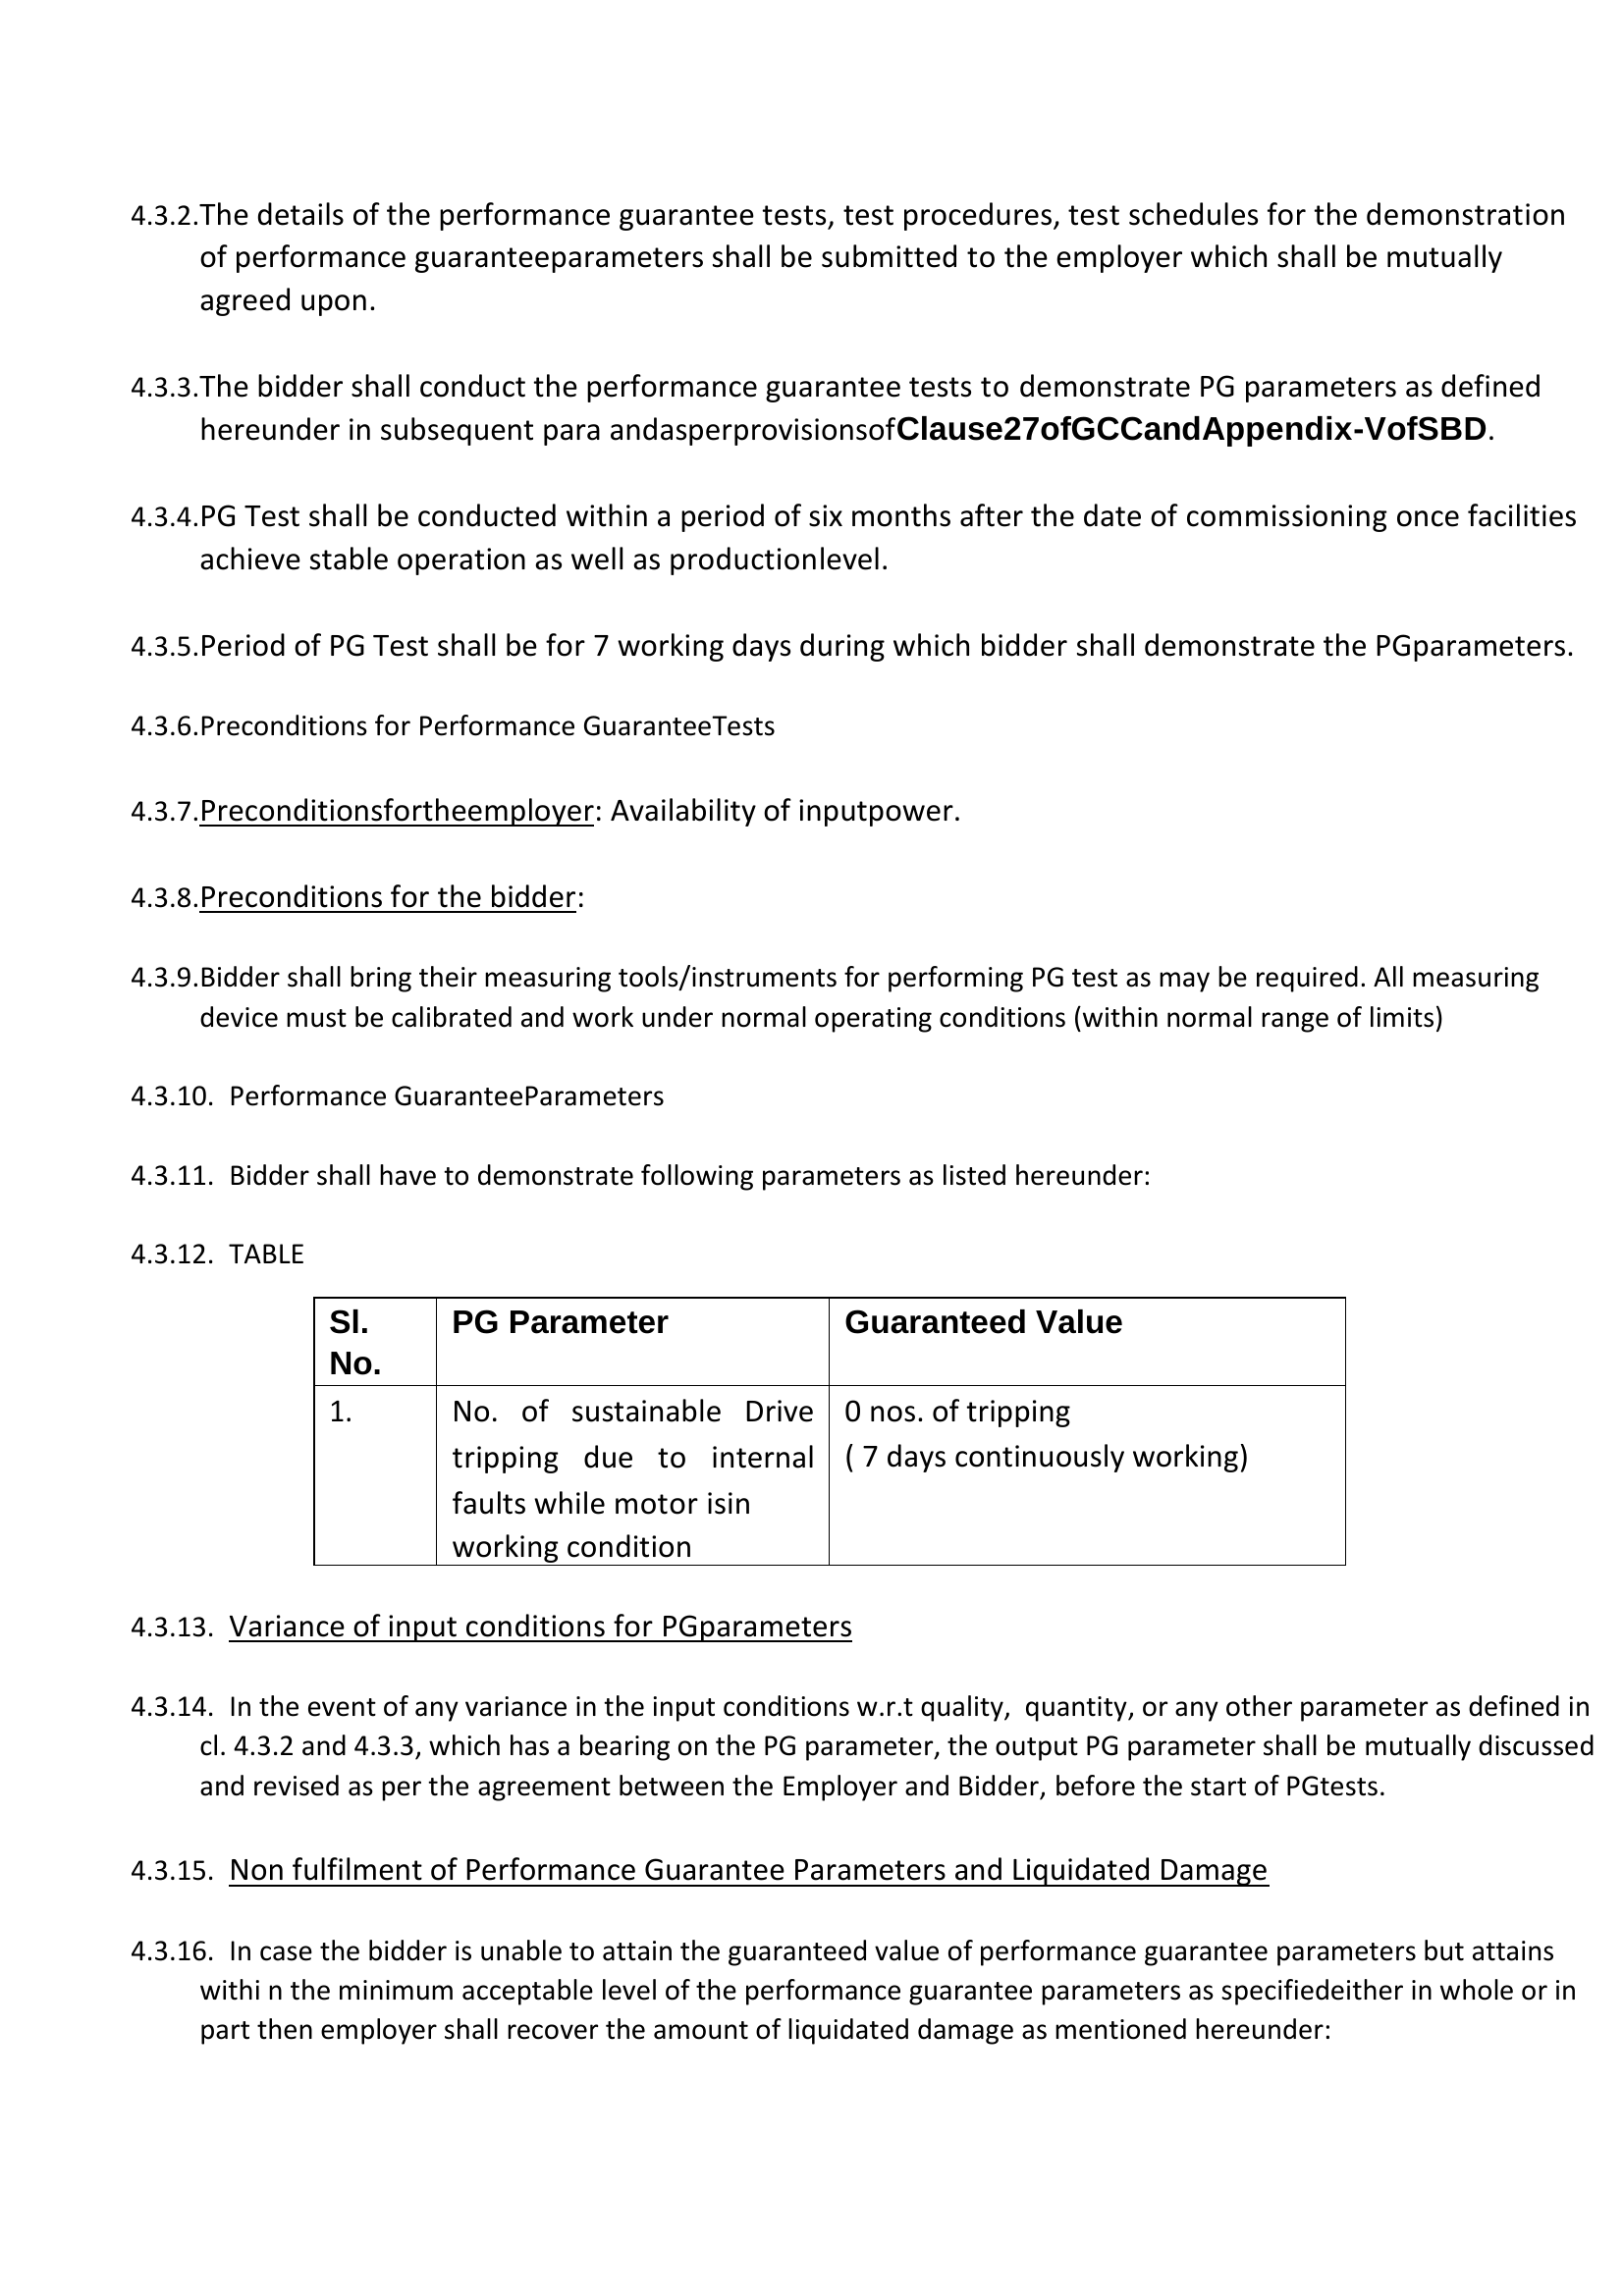 4.3.2.The details of the performance guarantee tests, test procedures, test schedules for the demonstration
of performance guaranteeparameters shall be submitted to the employer which shall be mutually
agreed upon.
4.3.3.The bidder shall conduct the performance guarantee tests to demonstrate PG parameters as defined
hereunder in subsequent para andasperprovisionsofClause27ofGCCandAppendix-VofSBD.
4.3.4.PG Test shall be conducted within a period of six months after the date of commissioning once facilities
achieve stable operation as well as productionlevel.
4.3.5.Period of PG Test shall be for 7 working days during which bidder shall demonstrate the PGparameters.
4.3.6.Preconditions for Performance GuaranteeTests
4.3.7.Preconditionsfortheemployer: Availability of inputpower.
4.3.8.Preconditions for the bidder:
4.3.9.Bidder shall bring their measuring tools/instruments for performing PG test as may be required. All measuring
device must be calibrated and work under normal operating conditions (within normal range of limits)
4.3.10. Performance GuaranteeParameters
4.3.11. Bidder shall have to demonstrate following parameters as listed hereunder:
4.3.12. TABLE
Sl.
No.
PG Parameter
Guaranteed Value
1.
No. of sustainable Drive
tripping due to internal
faults while motor isin
working condition
0 nos. of tripping
( 7 days continuously working)
4.3.13. Variance of input conditions for PGparameters
4.3.14. In the event of any variance in the input conditions w.r.t quality, quantity, or any other parameter as defined in
cl. 4.3.2 and 4.3.3, which has a bearing on the PG parameter, the output PG parameter shall be mutually discussed
and revised as per the agreement between the Employer and Bidder, before the start of PGtests.
4.3.15. Non fulfilment of Performance Guarantee Parameters and Liquidated Damage
4.3.16. In case the bidder is unable to attain the guaranteed value of performance guarantee parameters but attains
withi n the minimum acceptable level of the performance guarantee parameters as specifiedeither in whole or in
part then employer shall recover the amount of liquidated damage as mentioned hereunder: